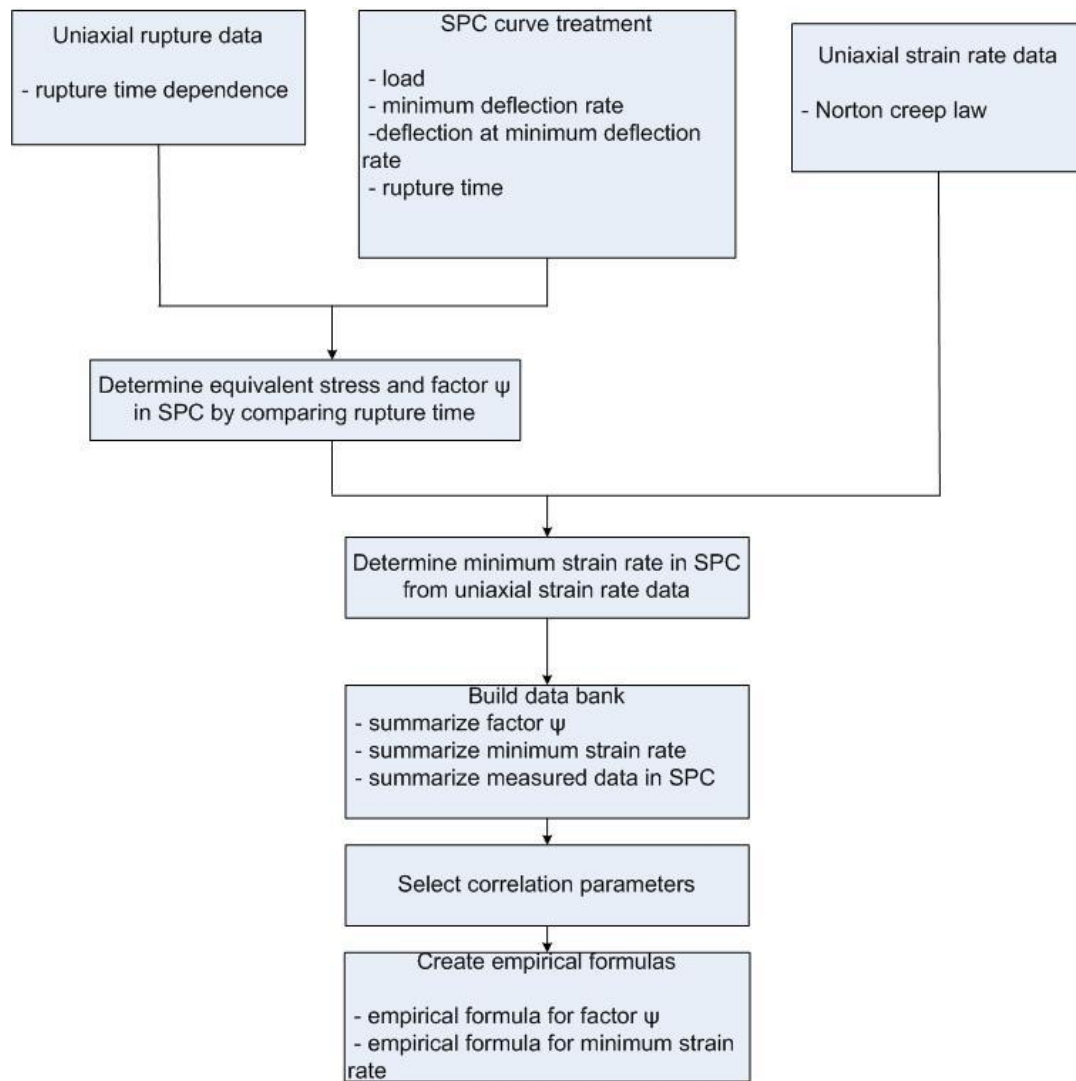 Uniaxial rupture data
- rupture time dependence
SPC curve treatment
- load
- minimum deflection rate
-deflection at minimum deflection
rate
- rupture time
Uniaxial strain rate data
- Norton creep law
Determine equivalent stress and factor ψ
in SPC by comparing rupture time
Determine minimum strain rate in SPC
from uniaxial strain rate data
Build data bank
- summarize factor ψ
- summarize minimum strain rate
- summarize measured data in SPC
Select correlation parameters
Create empirical formulas
- empirical formula for factor ψ
- empirical formula for minimum strain
rate